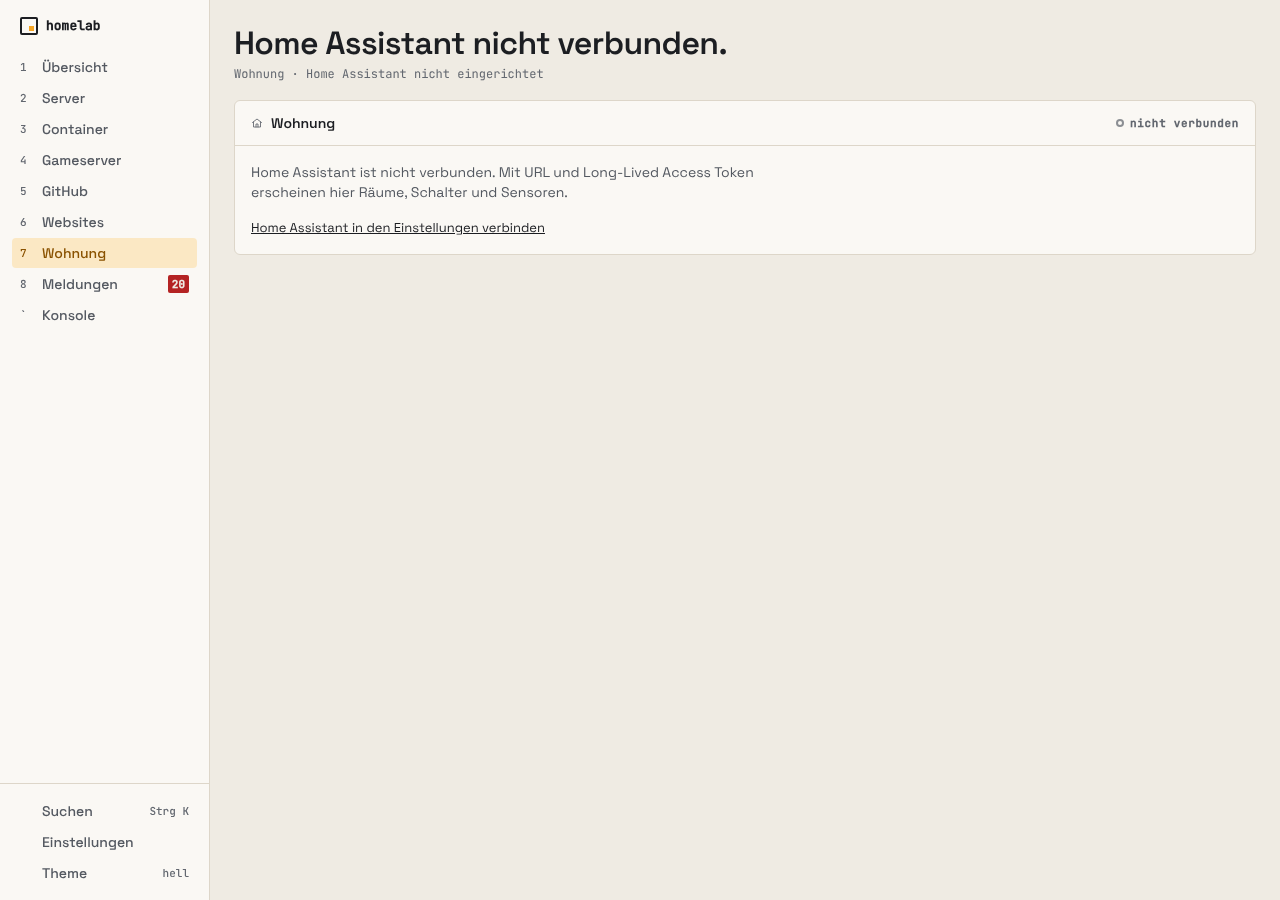 homelab
1 Übersicht
2 Server
3 Container
4 Gameserver
5 GitHub
6 Websites
7 Wohnung
8 Meldungen 20
` Konsole
Suchen Strg K
Einstellungen
Theme hell
Home Assistant nicht verbunden.
Wohnung · Home Assistant nicht eingerichtet
Wohnung nicht verbunden
Home Assistant ist nicht verbunden. Mit URL und Long-Lived Access Token
erscheinen hier Räume, Schalter und Sensoren.
Home Assistant in den Einstellungen verbinden